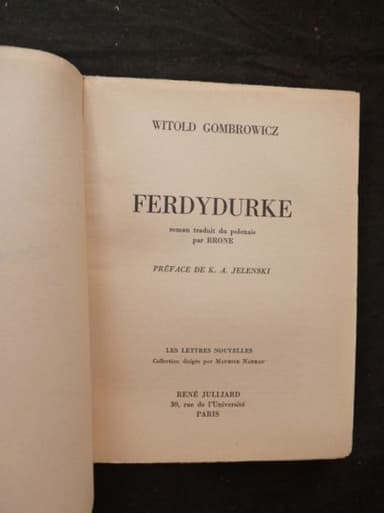 WITOLD GOMBROWICZ
FERDYDURKE
roman traduit du polonais
par BRONE
PRÉFACE DE K. A. JELENSKI
LES LETTRES NOUVELLES
Collection dirigée par MAURICE NADEAU
RENÉ JULLIARD
30, rue de l'Université
PARIS